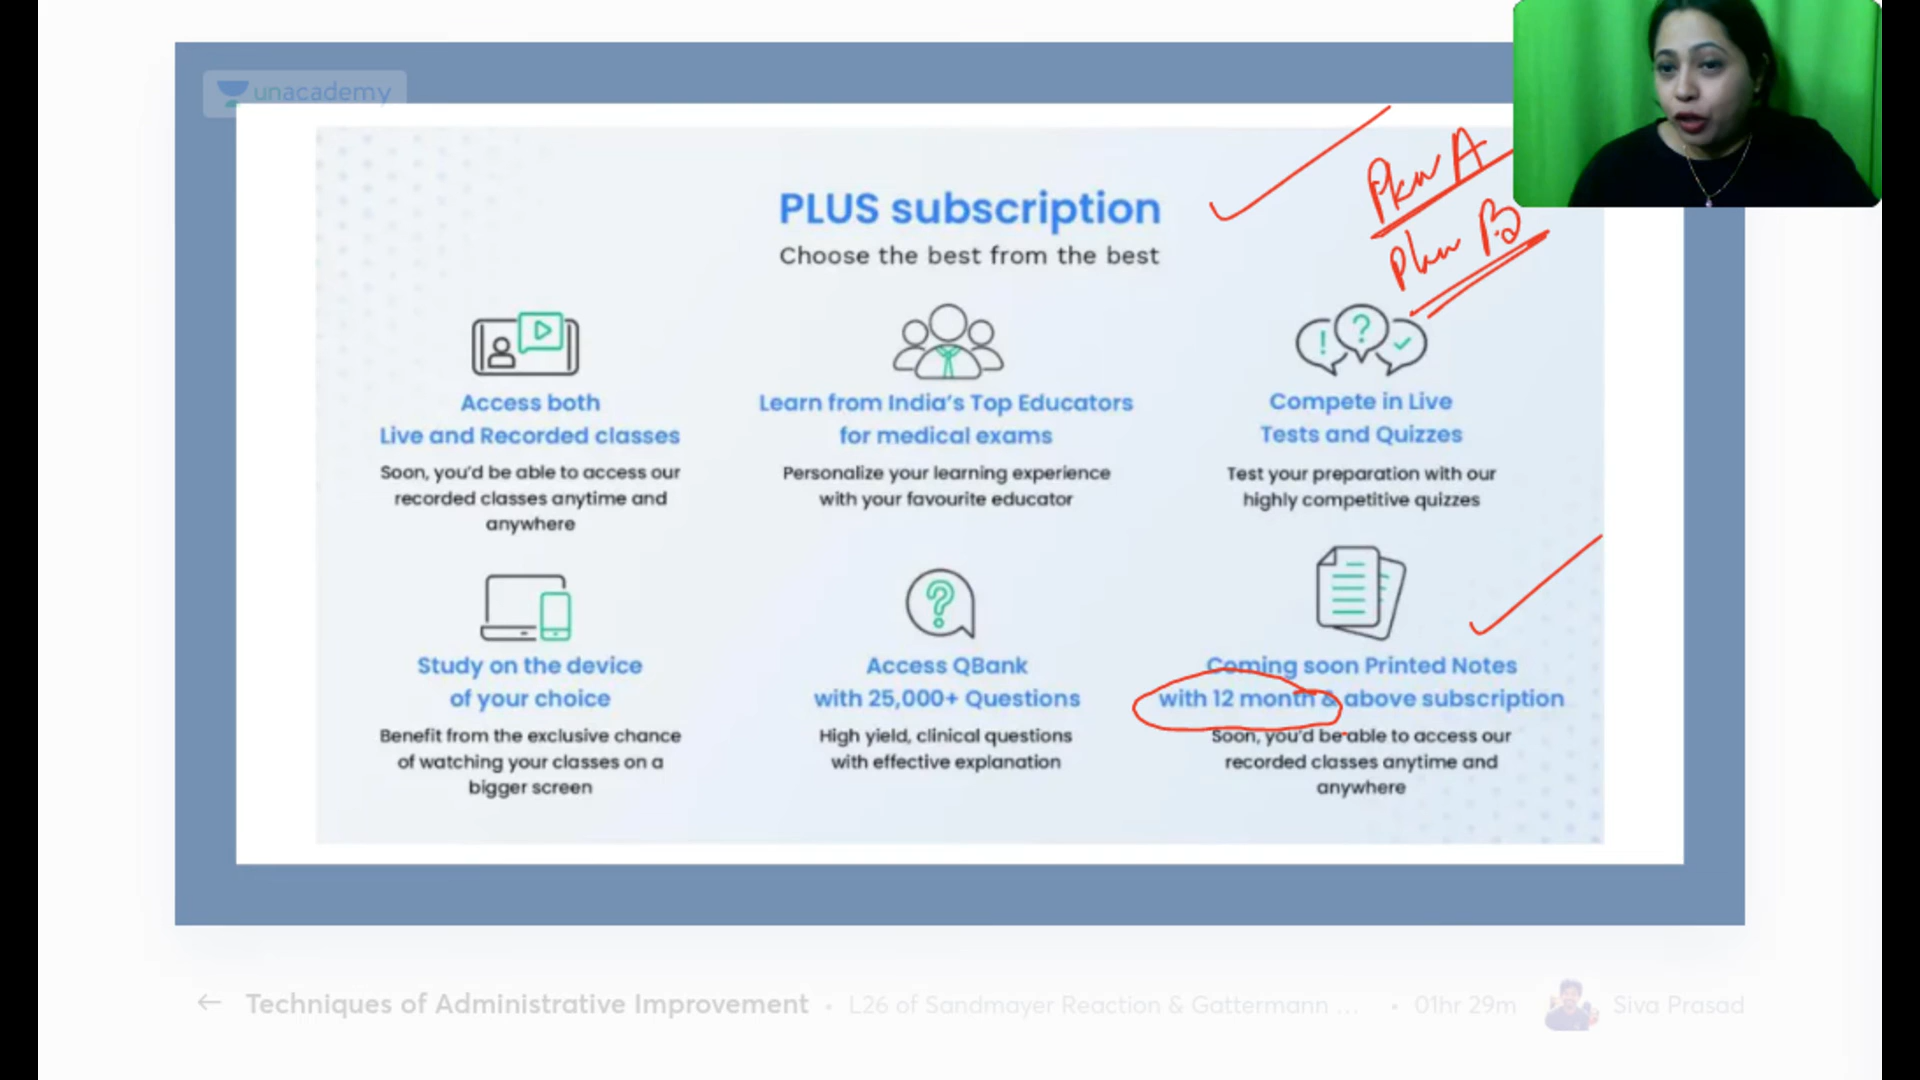 unacademy
PLUS subscription
Choose the best from the best
Access both
Live and Recorded classes
Soon, you'd be able to access our
recorded classes anytime and
anywhere
Learn from India's Top Educators
for medical exams
Personalize your learning experience
with your favourite educator
Compete in Live
Tests and Quizzes
Test your preparation with our
highly competitive quizzes
Study on the device
of your choice
Benefit from the exclusive chance
of watching your classes on a
bigger screen
Access QBank
with 25,000+ Questions
High yield, clinical questions
with effective explanation
Coming soon Printed Notes
with 12 month & above subscription
Soon, you'd be able to access our
recorded classes anytime and
anywhere
← Techniques of Administrative Improvement • L26 of Sandmayer Reaction & Gattermann ... • 01hr 29m Siva Prasad